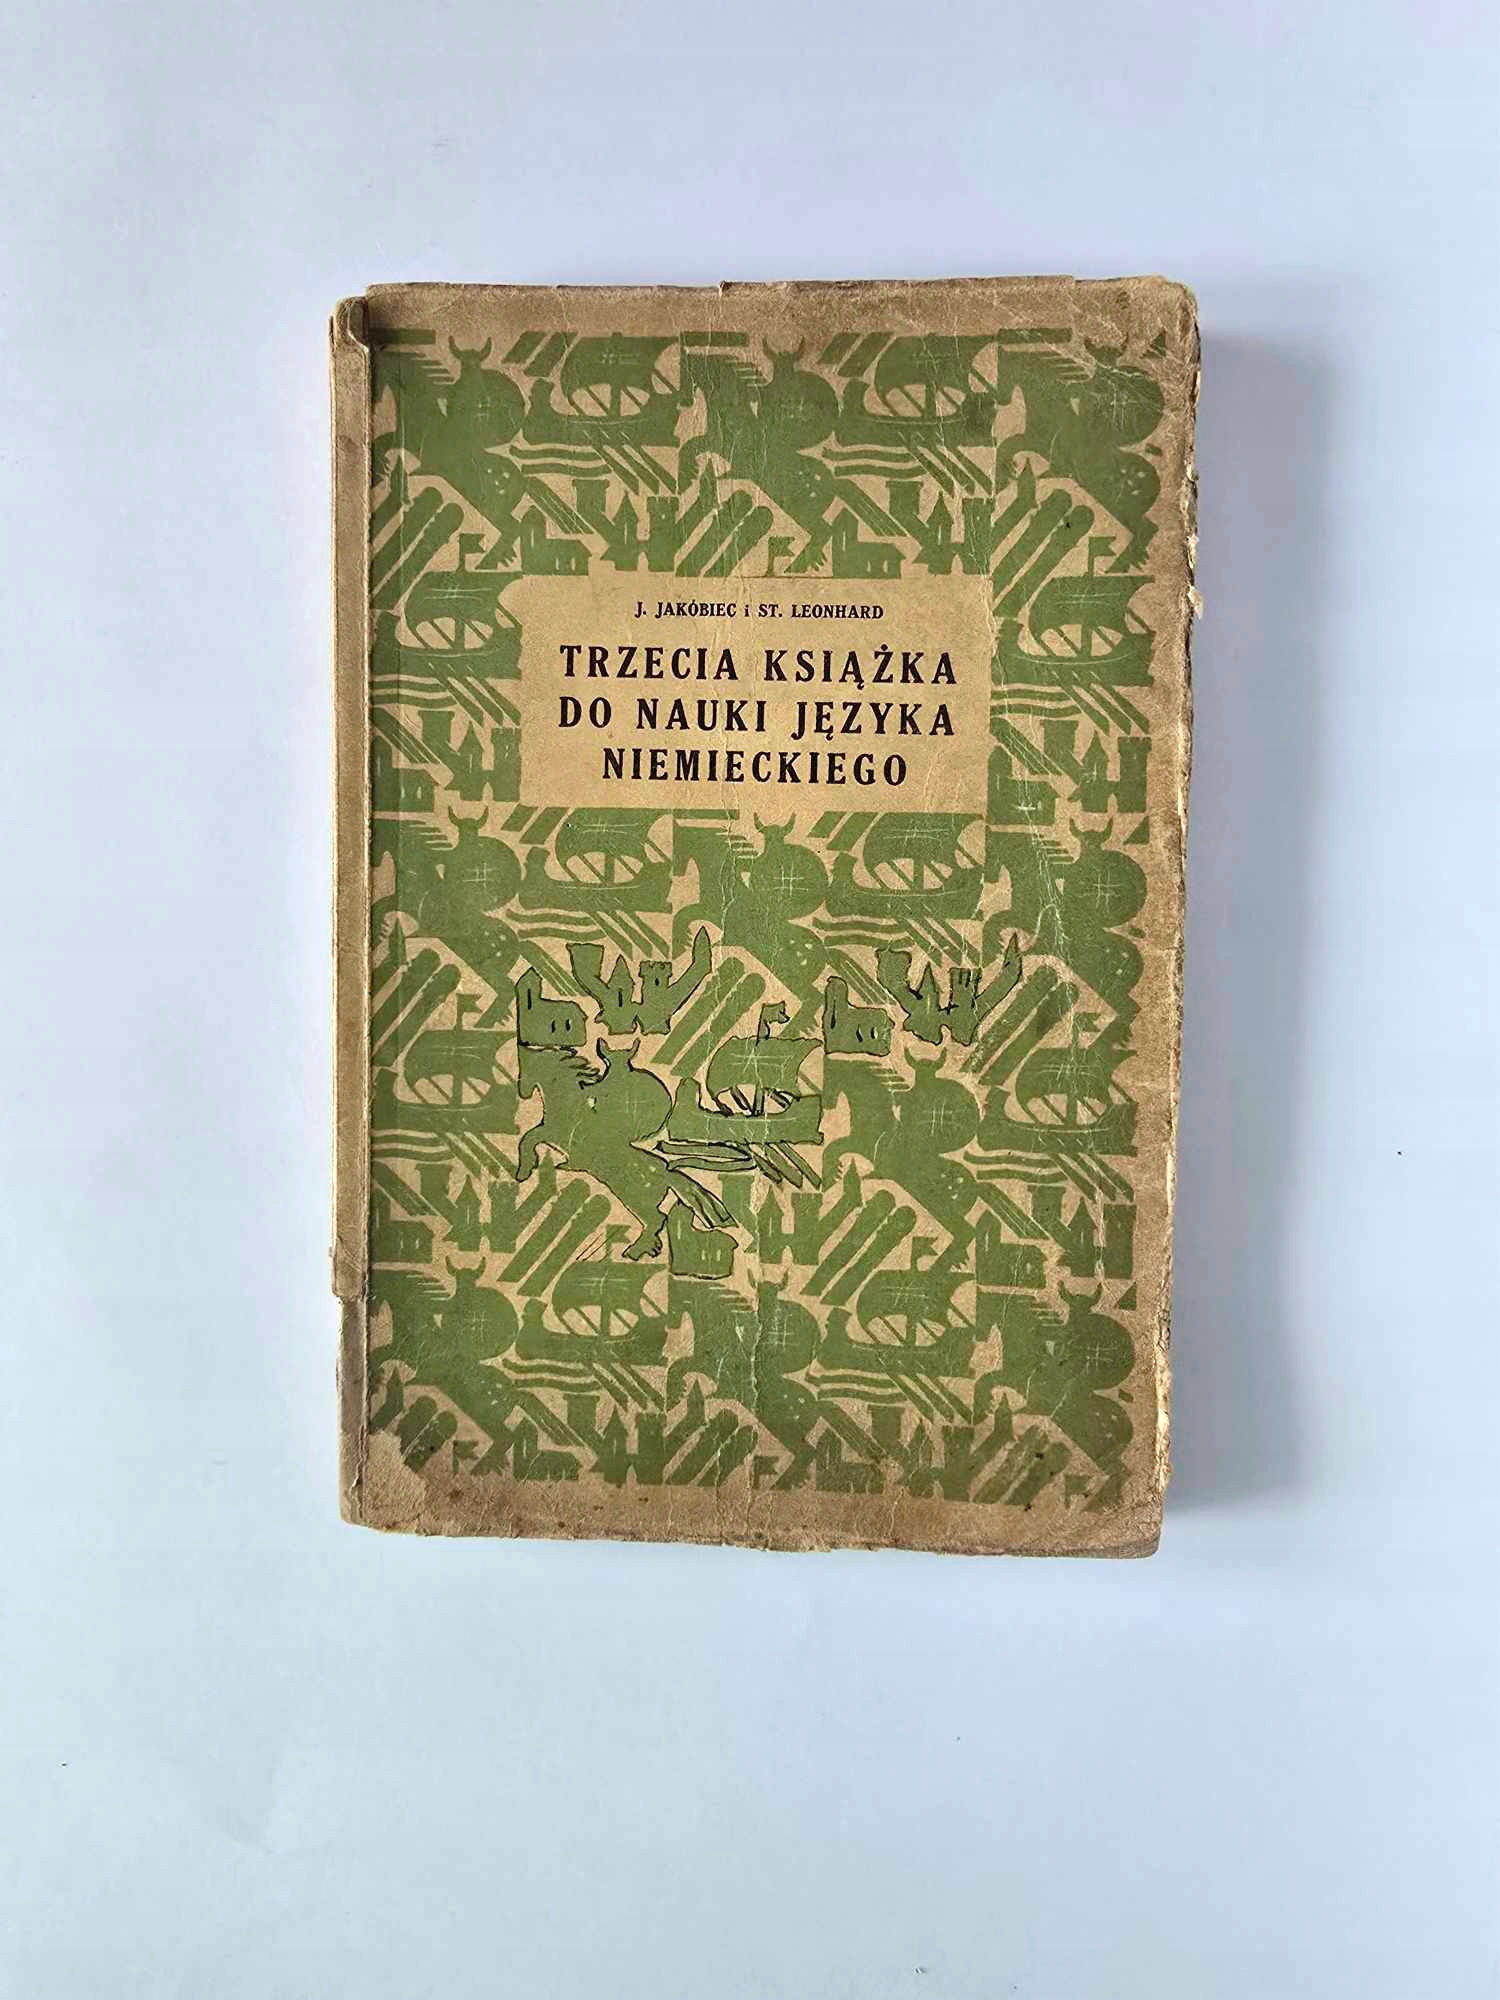 J. JAKÓBIEC i ST. LEONHARD
TRZECIA KSIĄŻKA
DO NAUKI JĘZYKA
NIEMIECKIEGO